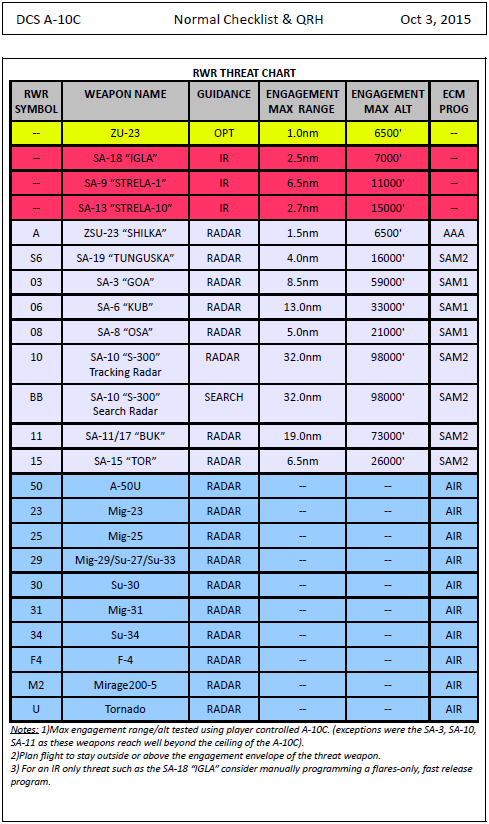 DCS A-10C Normal Checklist & QRH Oct 3, 2015
RWR THREAT CHART
RWR SYMBOL WEAPON NAME GUIDANCE ENGAGEMENT MAX RANGE ENGAGEMENT MAX ALT ECM PROG
-- ZU-23 OPT 1.0nm 6500' --
-- SA-18 "IGLA" IR 2.5nm 7000' --
-- SA-9 "STRELA-1" IR 6.5nm 11000' --
-- SA-13 "STRELA-10" IR 2.7nm 15000' --
A ZSU-23 "SHILKA" RADAR 1.5nm 6500' AAA
S6 SA-19 "TUNGUSKA" RADAR 4.0nm 16000' SAM2
03 SA-3 "GOA" RADAR 8.5nm 59000' SAM1
06 SA-6 "KUB" RADAR 13.0nm 33000' SAM1
08 SA-8 "OSA" RADAR 5.0nm 21000' SAM1
10 SA-10 "S-300" Tracking Radar RADAR 32.0nm 98000' SAM2
BB SA-10 "S-300" Search Radar SEARCH 32.0nm 98000' SAM2
11 SA-11/17 "BUK" RADAR 19.0nm 73000' SAM2
15 SA-15 "TOR" RADAR 6.5nm 26000' SAM2
50 A-50U RADAR -- -- AIR
23 Mig-23 RADAR -- -- AIR
25 Mig-25 RADAR -- -- AIR
29 Mig-29/Su-27/Su-33 RADAR -- -- AIR
30 Su-30 RADAR -- -- AIR
31 Mig-31 RADAR -- -- AIR
34 Su-34 RADAR -- -- AIR
F4 F-4 RADAR -- -- AIR
M2 Mirage200-5 RADAR -- -- AIR
U Tornado RADAR -- -- AIR
Notes: 1)Max engagement range/alt tested using player controlled A-10C. (exceptions were the SA-3, SA-10,
SA-11 as these weapons reach well beyond the ceiling of the A-10C).
2)Plan flight to stay outside or above the engagement envelope of the threat weapon.
3) For an IR only threat such as the SA-18 "IGLA" consider manually programming a flares-only, fast release
program.